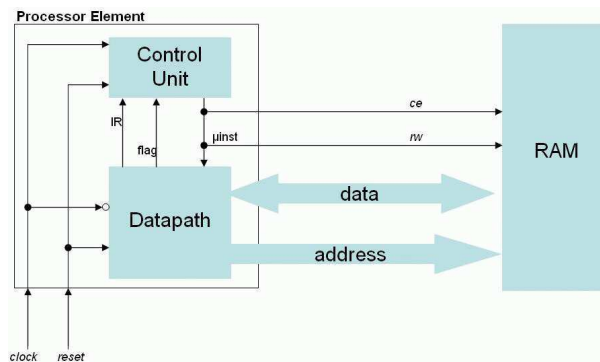 Processor Element
Control
Unit
IR
flag
µinst
ce
rw
RAM
Datapath
data
address
clock
reset